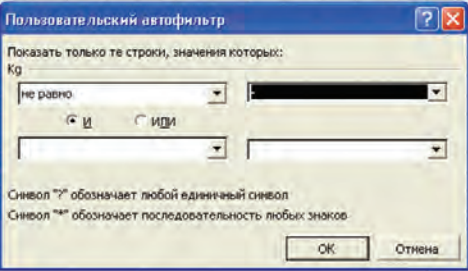 Пользовательский автофильтр
Показать только те строки, значения которых:
Kg
не равно
И ИЛИ
Символ "?" обозначает любой единичный символ
Символ "*" обозначает последовательность любых знаков
OK Отмена